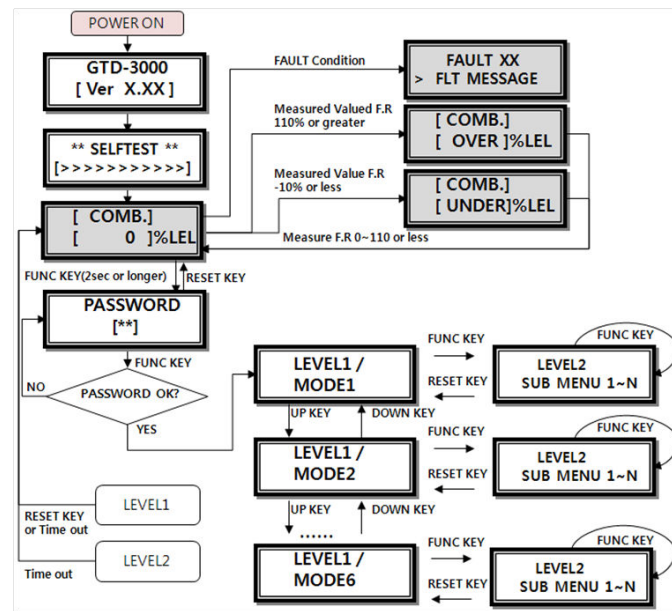 POWER ON
GTD-3000
[ Ver X.XX ]
** SELFTEST **
[>>>>>>>>>>>]
[ COMB.]
[ 0 ]%LEL
FAULT Condition
FAULT XX
> FLT MESSAGE
Measured Valued F.R
110% or greater
[ COMB.]
[ OVER ]%LEL
Measured Value F.R
-10% or less
[ COMB.]
[ UNDER]%LEL
Measure F.R 0~110 or less
FUNC KEY(2sec or longer)
RESET KEY
PASSWORD
[**]
FUNC KEY
NO
PASSWORD OK?
YES
LEVEL1 /
MODE1
FUNC KEY
RESET KEY
FUNC KEY
LEVEL2
SUB MENU 1~N
UP KEY
DOWN KEY
LEVEL1 /
MODE2
FUNC KEY
RESET KEY
FUNC KEY
LEVEL2
SUB MENU 1~N
UP KEY
DOWN KEY
......
LEVEL1 /
MODE6
FUNC KEY
RESET KEY
FUNC KEY
LEVEL2
SUB MENU 1~N
LEVEL1
RESET KEY
or Time out
LEVEL2
Time out